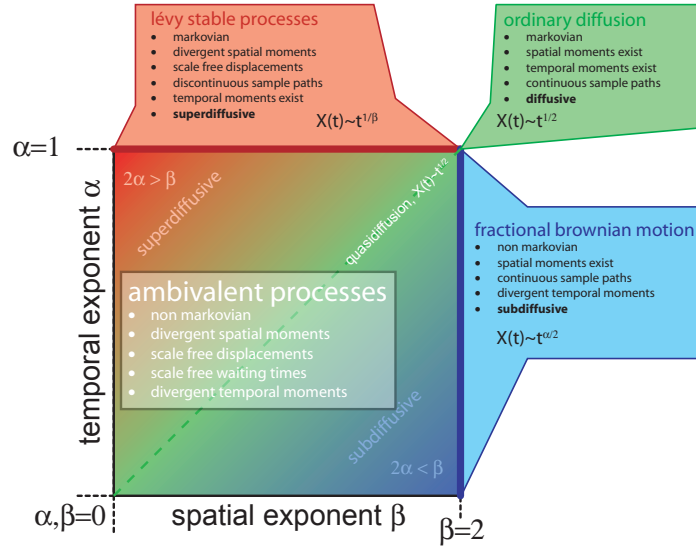 lévy stable processes
• markovian
• divergent spatial moments
• scale free displacements
• discontinuous sample paths
• temporal moments exist
• superdiffusive
X(t)~t^{1/β}
ordinary diffusion
• markovian
• spatial moments exist
• temporal moments exist
• continuous sample paths
• diffusive
X(t)~t^{1/2}
α=1
2α > β
superdiffusive
quasidiffusion, X(t)~t^{1/2}
temporal exponent α
ambivalent processes
• non markovian
• divergent spatial moments
• scale free displacements
• scale free waiting times
• divergent temporal moments
fractional brownian motion
• non markovian
• spatial moments exist
• continuous sample paths
• divergent temporal moments
• subdiffusive
X(t)~t^{α/2}
subdiffusive
2α < β
α,β=0
spatial exponent β
β=2